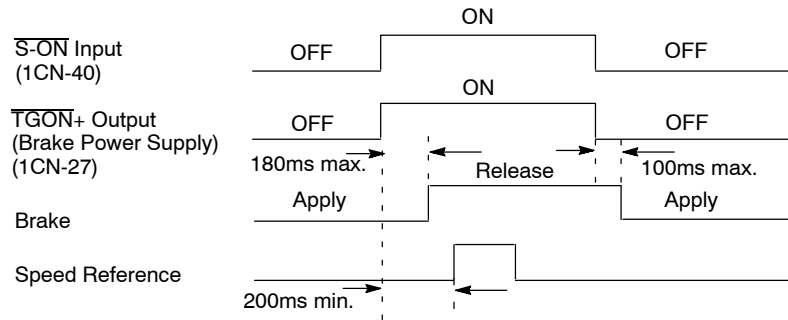 ON
S-ON Input
(1CN-40)
OFF
OFF
ON
TGON+ Output
(Brake Power Supply)
(1CN-27)
OFF
OFF
180ms max.
Release
100ms max.
Apply
Apply
Brake
Speed Reference
200ms min.